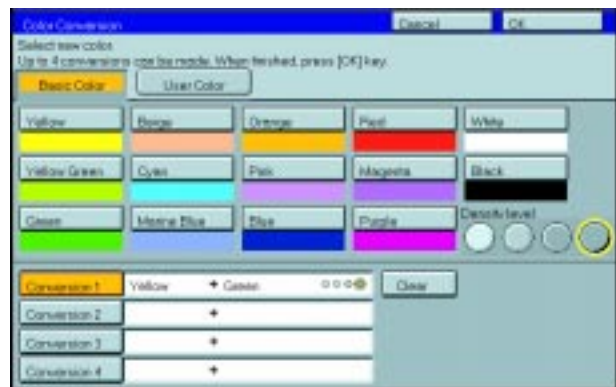 Color Conversion Cancel OK
Select new color.
Up to 4 conversions can be made. When finished, press [OK] key.
Basic Color User Color
Yellow Beige Orange Red White
Yellow Green Cyan Pink Magenta Black
Green Marine Blue Blue Purple Density level
Conversion 1 Yellow Green Clear
Conversion 2
Conversion 3
Conversion 4